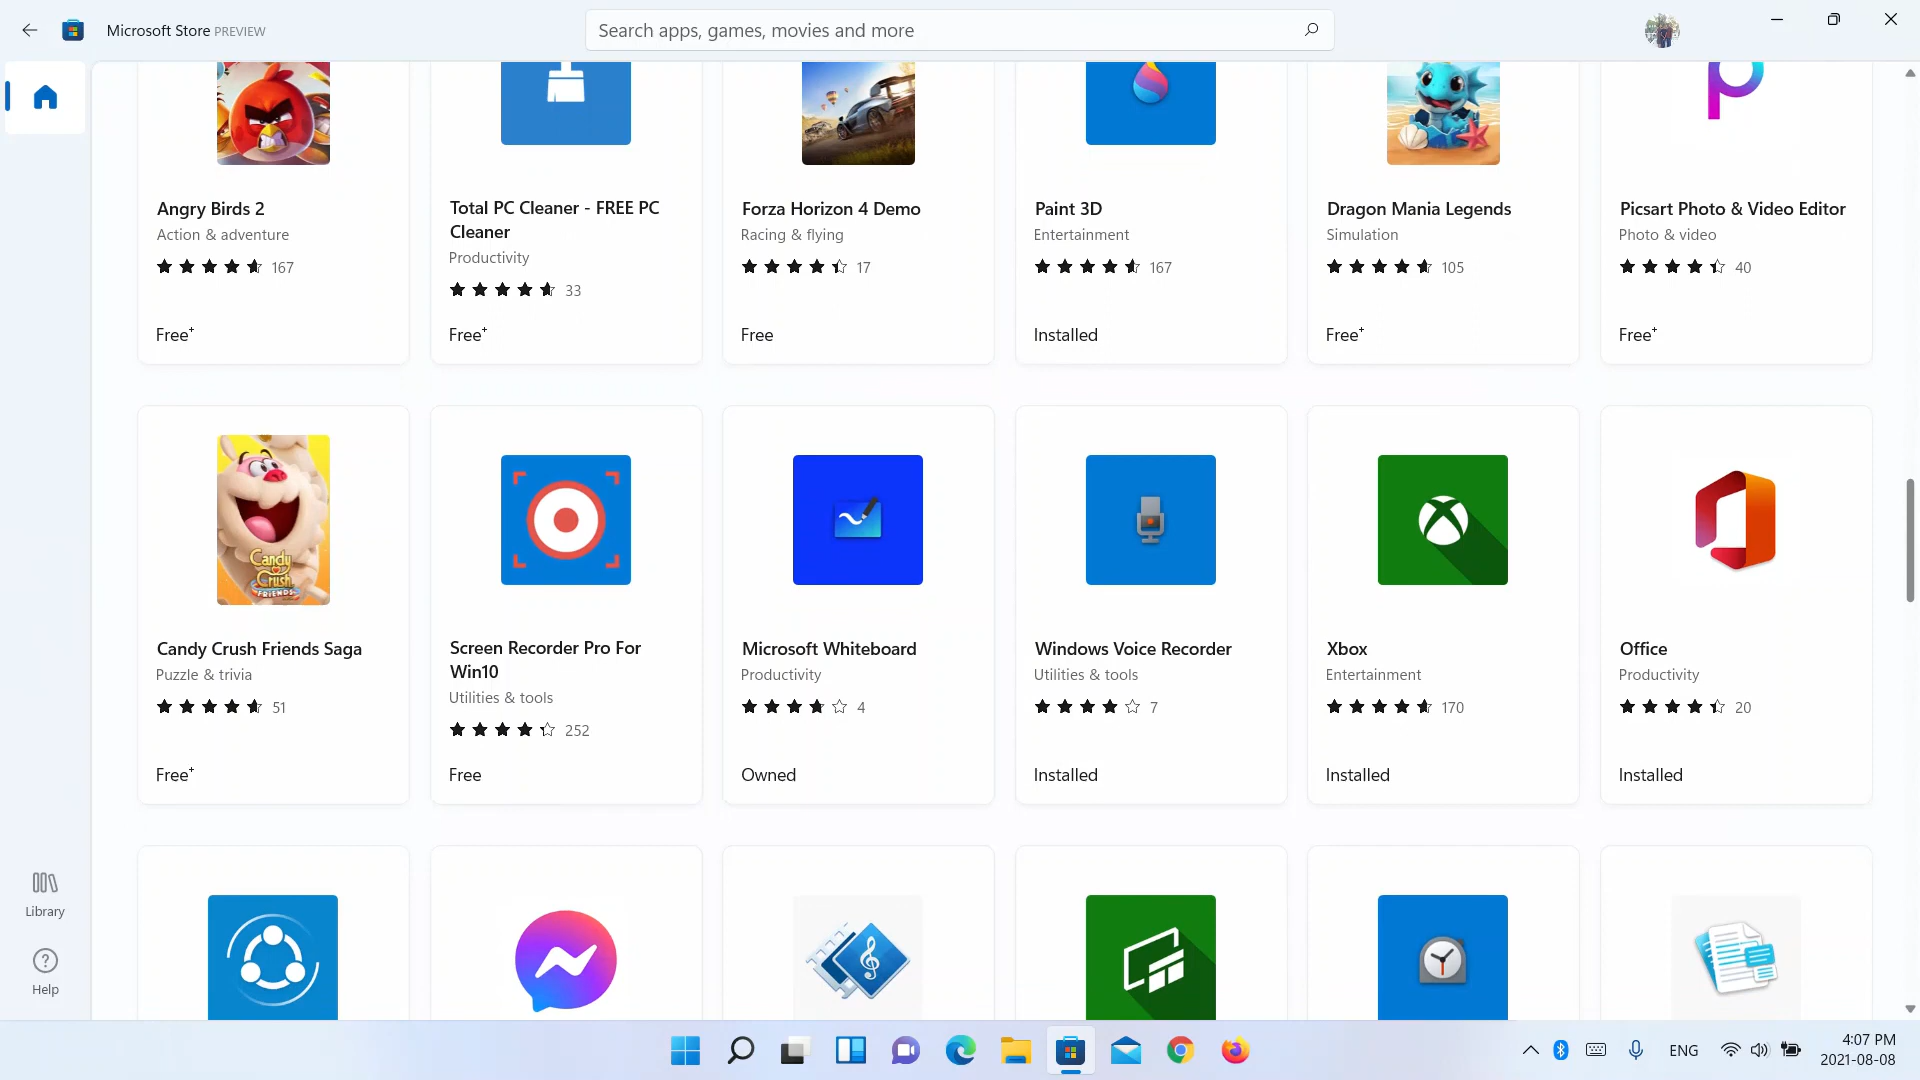 Microsoft Store PREVIEW
Search apps, games, movies and more
Angry Birds 2
Action & adventure
167
Free+
Total PC Cleaner - FREE PC
Cleaner
Productivity
33
Free+
Forza Horizon 4 Demo
Racing & flying
17
Free
Paint 3D
Entertainment
167
Installed
Dragon Mania Legends
Simulation
105
Free+
Picsart Photo & Video Editor
Photo & video
40
Free+
Candy Crush FRIENDS
Candy Crush Friends Saga
Puzzle & trivia
51
Free+
Screen Recorder Pro For
Win10
Utilities & tools
252
Free
Microsoft Whiteboard
Productivity
4
Owned
Windows Voice Recorder
Utilities & tools
7
Installed
Xbox
Entertainment
170
Installed
Office
Productivity
20
Installed
Library
Help
ENG
4:07 PM
2021-08-08